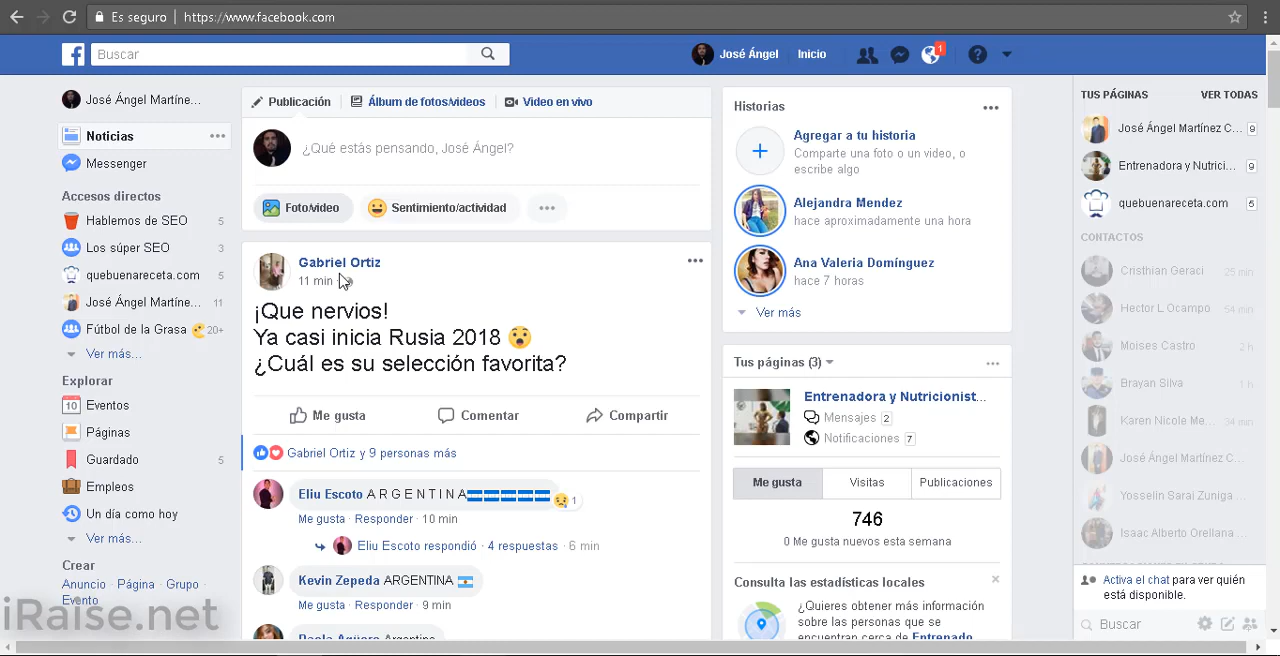 Es seguro https://www.facebook.com
Buscar
José Ángel Inicio 1
José Ángel Martíne...
Noticias
Messenger
Accesos directos
Hablemos de SEO 5
Los súper SEO 3
quebuenareceta.com 5
José Ángel Martíne... 11
Fútbol de la Grasa 20+
Ver más...
Explorar
10 Eventos
Páginas
Guardado 5
Empleos
Un día como hoy
Ver más...
Crear
Anuncio · Página · Grupo ·
Evento
iRaise.net
Publicación Álbum de fotos/videos Video en vivo
¿Qué estás pensando, José Ángel?
Foto/video Sentimiento/actividad
Gabriel Ortiz
11 min
¡Que nervios!
Ya casi inicia Rusia 2018 😮
¿Cuál es su selección favorita?
Me gusta Comentar Compartir
Gabriel Ortiz y 9 personas más
Eliu Escoto A R G E N T I N A 1
Me gusta · Responder · 10 min
Eliu Escoto respondió · 4 respuestas · 6 min
Kevin Zepeda ARGENTINA
Me gusta · Responder · 9 min
Paola Agüero Argentina
Historias
Agregar a tu historia
Comparte una foto o un video, o
escribe algo
Alejandra Mendez
hace aproximadamente una hora
Ana Valeria Domínguez
hace 7 horas
Ver más
Tus páginas (3)
Entrenadora y Nutricionist...
Mensajes 2
Notificaciones 7
Me gusta Visitas Publicaciones
746
0 Me gusta nuevos esta semana
Consulta las estadísticas locales
¿Quieres obtener más información
sobre las personas que se
encuentran cerca de Entrenado
TUS PÁGINAS VER TODAS
José Ángel Martínez C... 9
Entrenadora y Nutrici... 9
quebuenareceta.com 5
CONTACTOS
Cristhian Geraci 25 min
Hector L Ocampo 54 min
Moises Castro 2 h
Brayan Silva 1 h
Karen Nicole Me... 34 min
José Ángel Martínez C...
Yosselin Sarai Zuniga ...
Isaac Alberto Orellana ...
Activa el chat para ver quién
está disponible.
Buscar